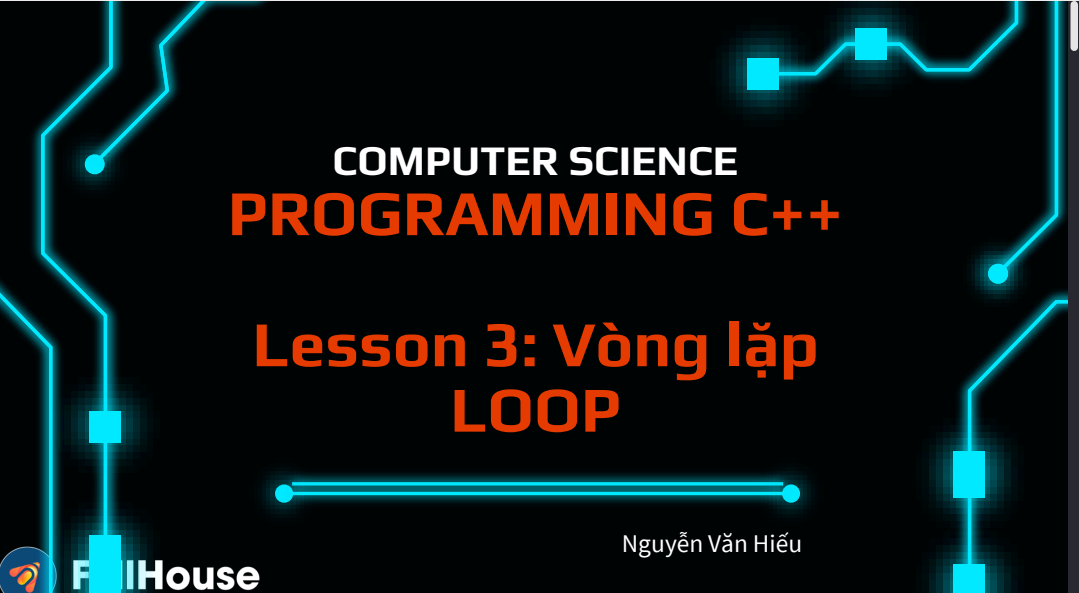 COMPUTER SCIENCE
PROGRAMMING C++
Lesson 3: Vòng lặp
LOOP
Nguyễn Văn Hiếu